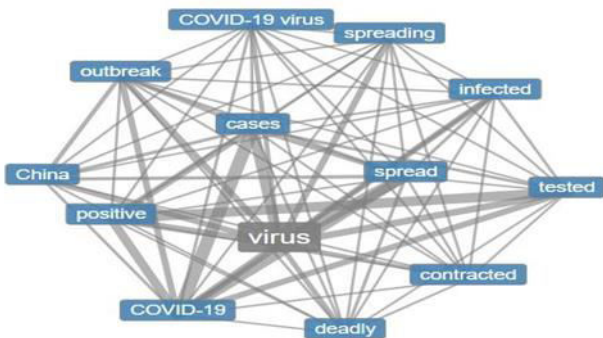 COVID-19 virus
spreading
outbreak
infected
cases
China
spread
tested
positive
virus
contracted
COVID-19
deadly